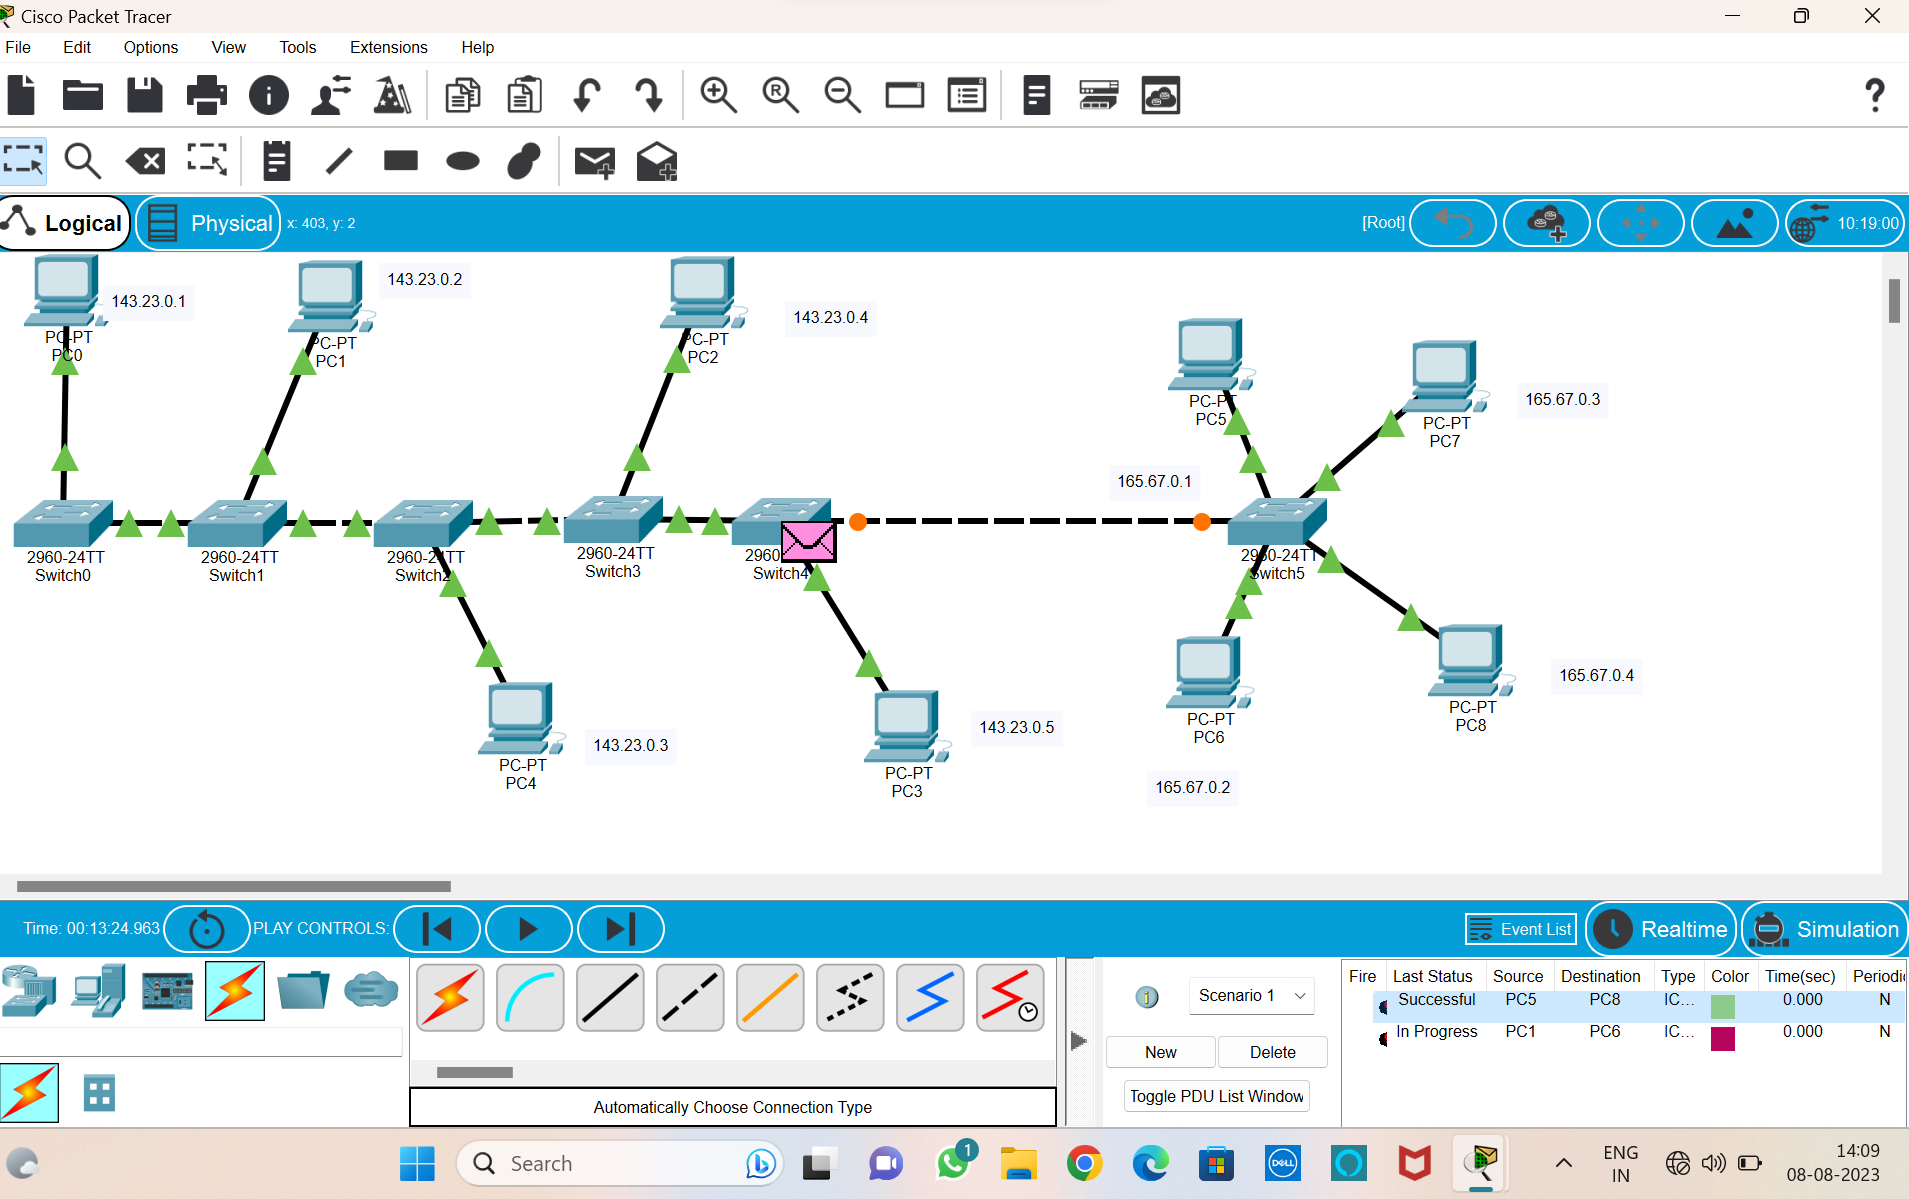 Cisco Packet Tracer
File Edit Options View Tools Extensions Help
Logical Physical x: 403, y: 2 [Root] 10:19:00
143.23.0.1
143.23.0.2
143.23.0.4
PC-PT
PC0
PC-PT
PC1
PC-PT
PC2
PC-PT
PC5
PC-PT
PC7
165.67.0.3
165.67.0.1
2960-24TT
Switch0
2960-24TT
Switch1
2960-24TT
Switch2
2960-24TT
Switch3
2960
Switch4
2960-24TT
Switch5
165.67.0.4
PC-PT
PC4
143.23.0.3
PC-PT
PC3
143.23.0.5
PC-PT
PC6
165.67.0.2
PC-PT
PC8
Time: 00:13:24.963 PLAY CONTROLS: Event List Realtime Simulation
Scenario 1
New Delete
Toggle PDU List Window
Automatically Choose Connection Type
Fire Last Status Source Destination Type Color Time(sec) Periodic
Successful PC5 PC8 IC... 0.000 N
In Progress PC1 PC6 IC... 0.000 N
Search
1
DELL
ENG
IN
14:09
08-08-2023